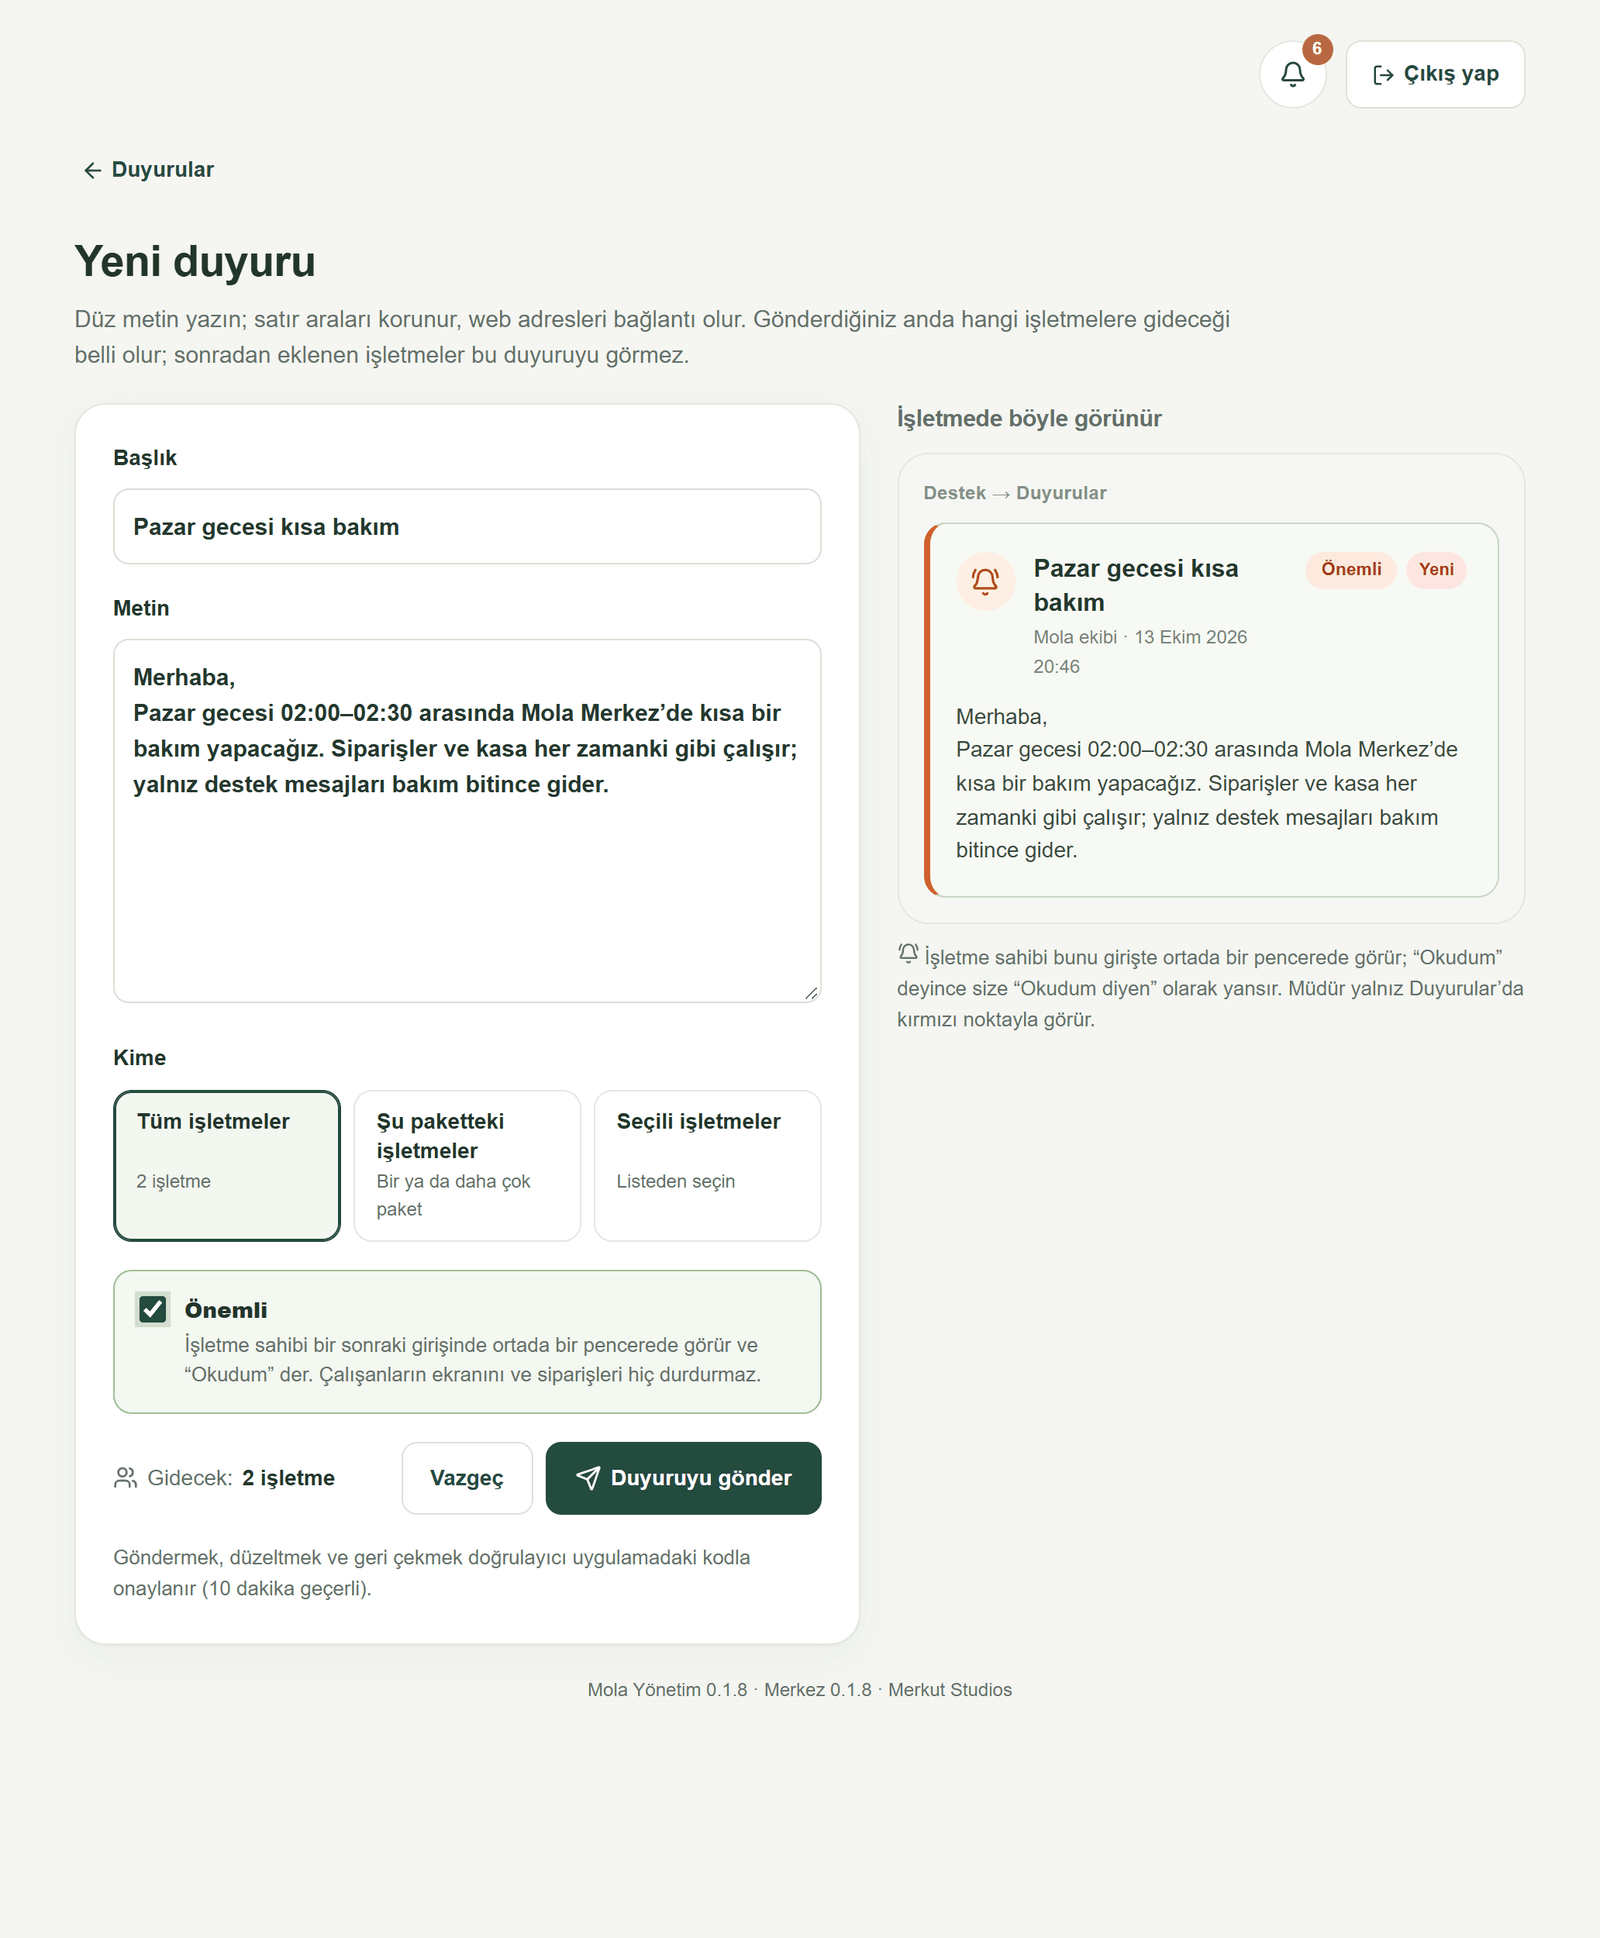 6
Çıkış yap
Duyurular
Yeni duyuru
Düz metin yazın; satır araları korunur, web adresleri bağlantı olur. Gönderdiğiniz anda hangi işletmelere gideceği
belli olur; sonradan eklenen işletmeler bu duyuruyu görmez.
Başlık
Pazar gecesi kısa bakım
Metin
Merhaba,
Pazar gecesi 02:00–02:30 arasında Mola Merkez’de kısa bir
bakım yapacağız. Siparişler ve kasa her zamanki gibi çalışır;
yalnız destek mesajları bakım bitince gider.
Kime
Tüm işletmeler
2 işletme
Şu paketteki
işletmeler
Bir ya da daha çok
paket
Seçili işletmeler
Listeden seçin
Önemli
İşletme sahibi bir sonraki girişinde ortada bir pencerede görür ve
“Okudum” der. Çalışanların ekranını ve siparişleri hiç durdurmaz.
Gidecek: 2 işletme
Vazgeç
Duyuruyu gönder
Göndermek, düzeltmek ve geri çekmek doğrulayıcı uygulamadaki kodla
onaylanır (10 dakika geçerli).
İşletmede böyle görünür
Destek → Duyurular
Pazar gecesi kısa
bakım
Önemli
Yeni
Mola ekibi · 13 Ekim 2026
20:46
Merhaba,
Pazar gecesi 02:00–02:30 arasında Mola Merkez’de
kısa bir bakım yapacağız. Siparişler ve kasa her
zamanki gibi çalışır; yalnız destek mesajları bakım
bitince gider.
İşletme sahibi bunu girişte ortada bir pencerede görür; “Okudum”
deyince size “Okudum diyen” olarak yansır. Müdür yalnız Duyurular’da
kırmızı noktayla görür.
Mola Yönetim 0.1.8 · Merkez 0.1.8 · Merkut Studios